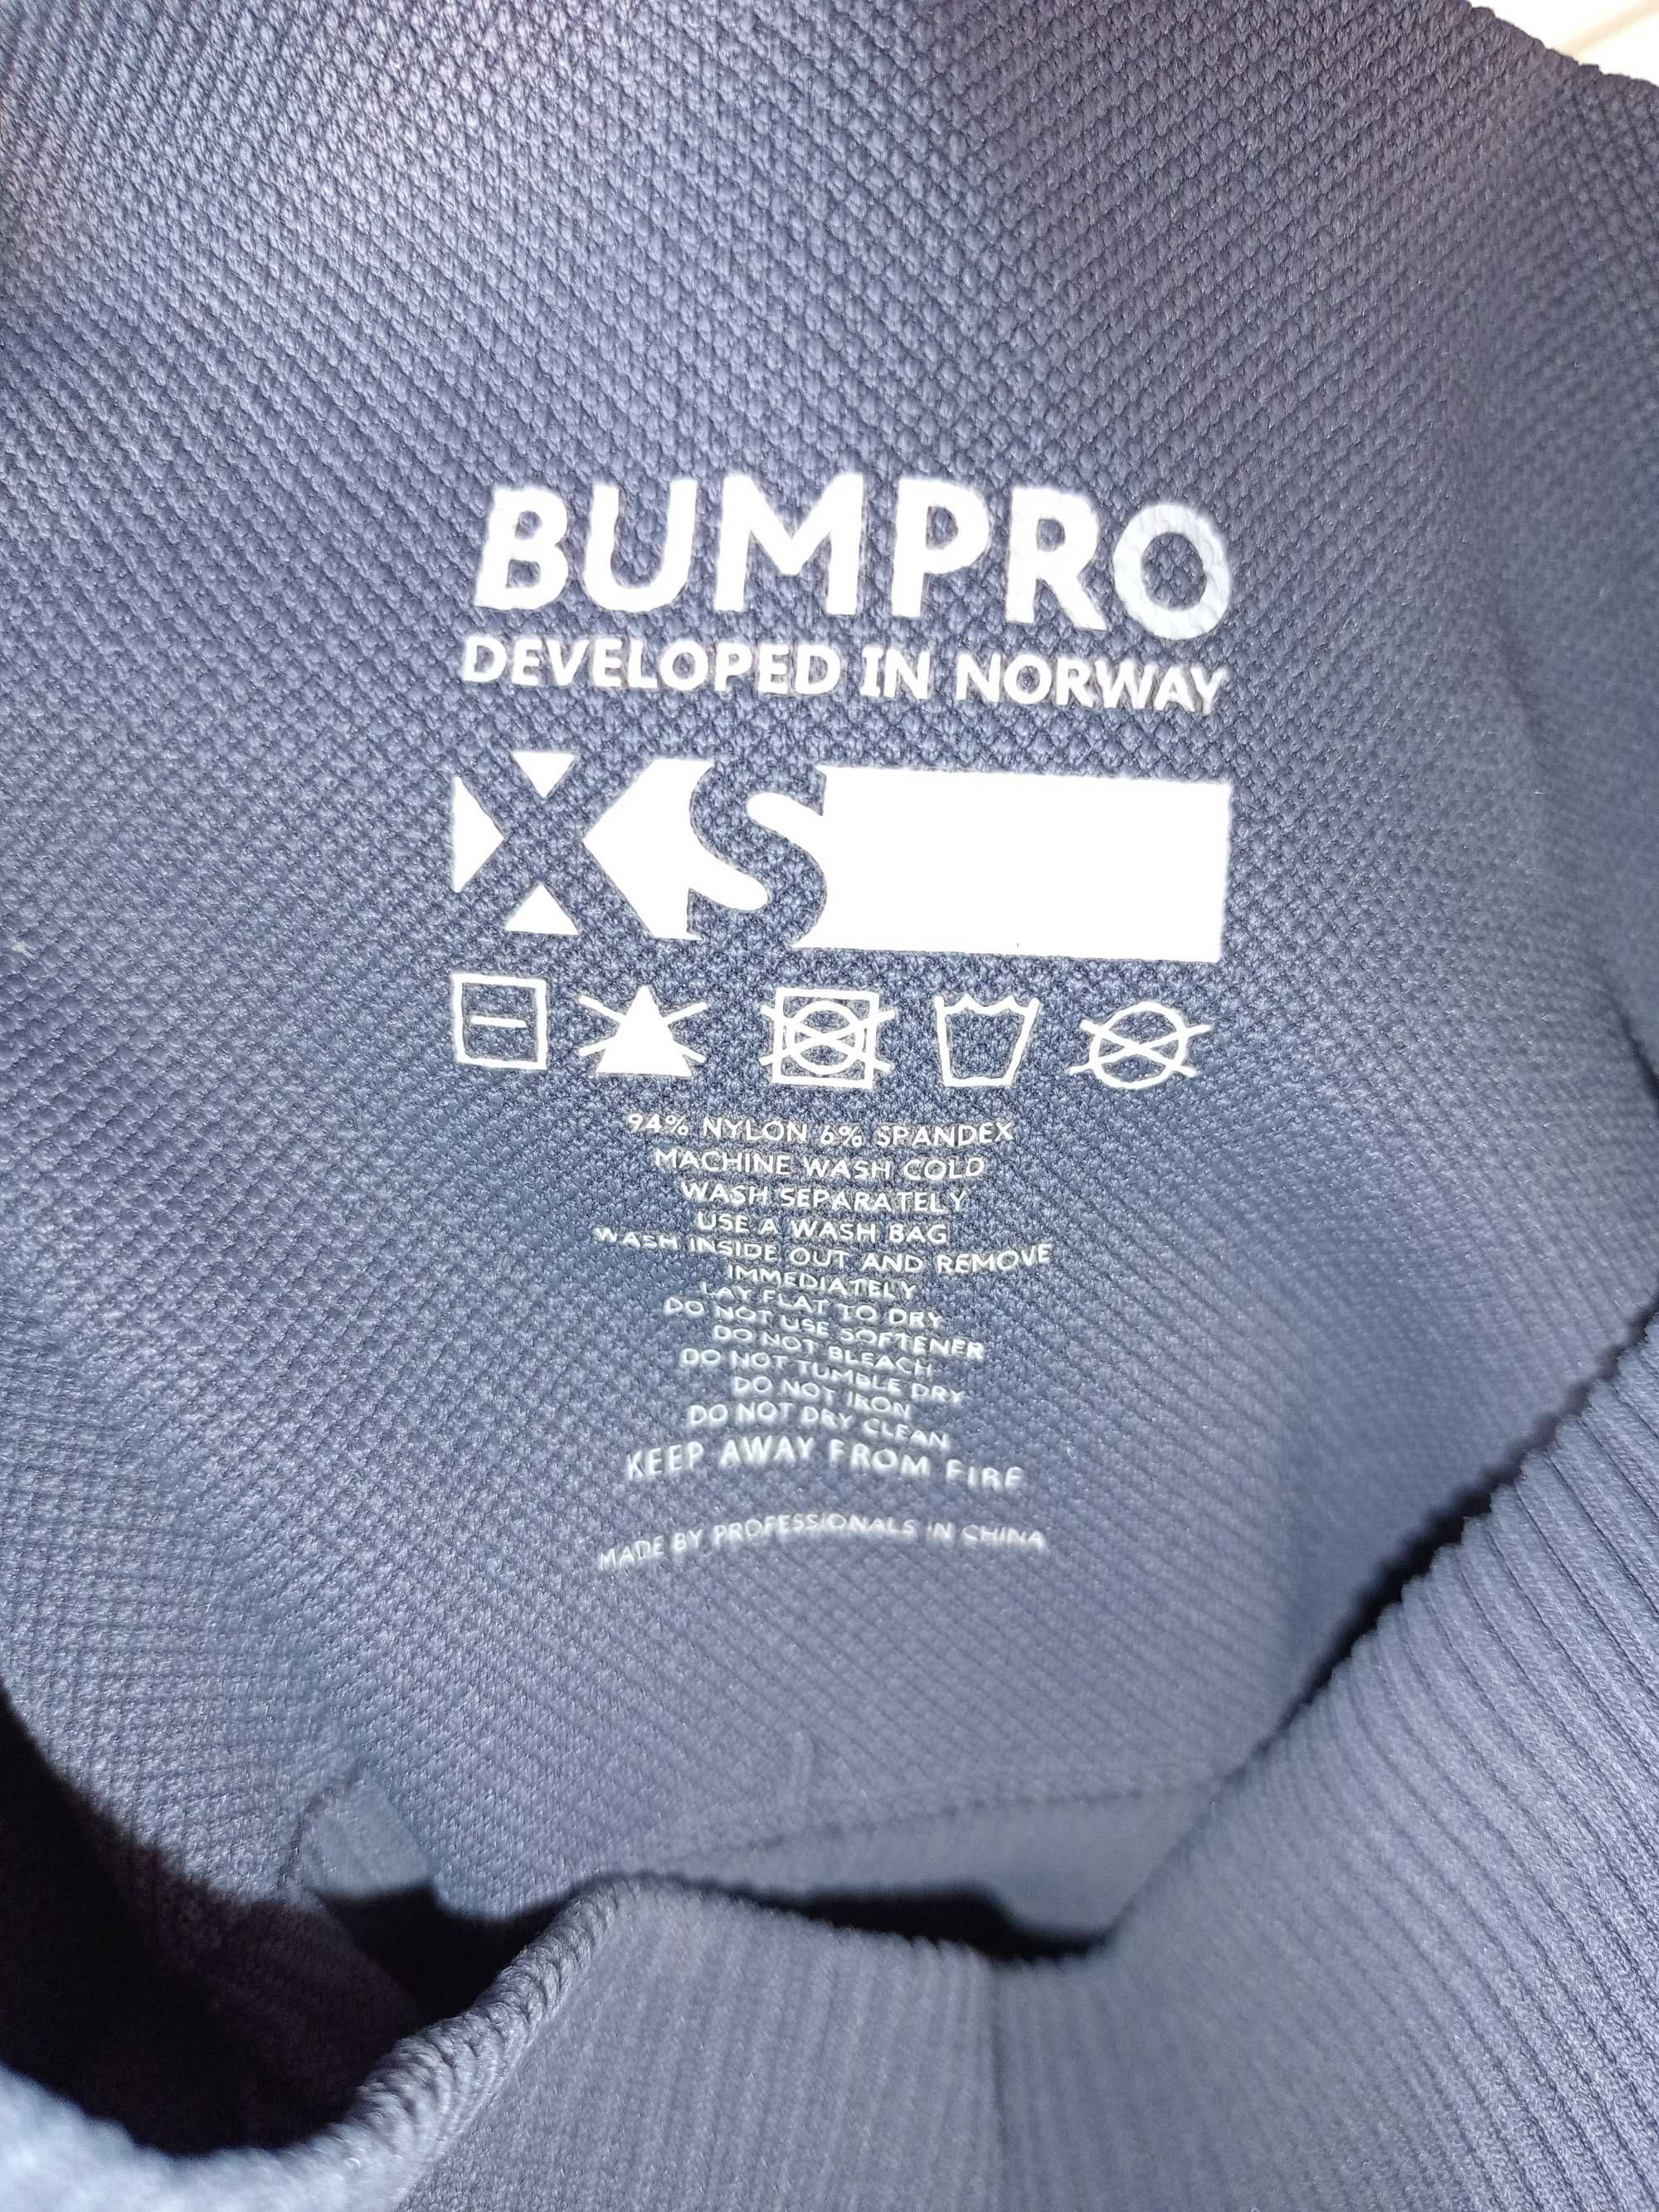 BUMPRO
DEVELOPED IN NORWAY
XS
94% NYLON 6% SPANDEX
MACHINE WASH COLD
WASH SEPARATELY
USE A WASH BAG
WASH INSIDE OUT AND REMOVE
IMMEDIATELY
LAY FLAT TO DRY
DO NOT USE SOFTENER
DO NOT BLEACH
DO NOT TUMBLE DRY
DO NOT IRON
DO NOT DRY CLEAN
KEEP AWAY FROM FIRE
MADE BY PROFESSIONALS IN CHINA